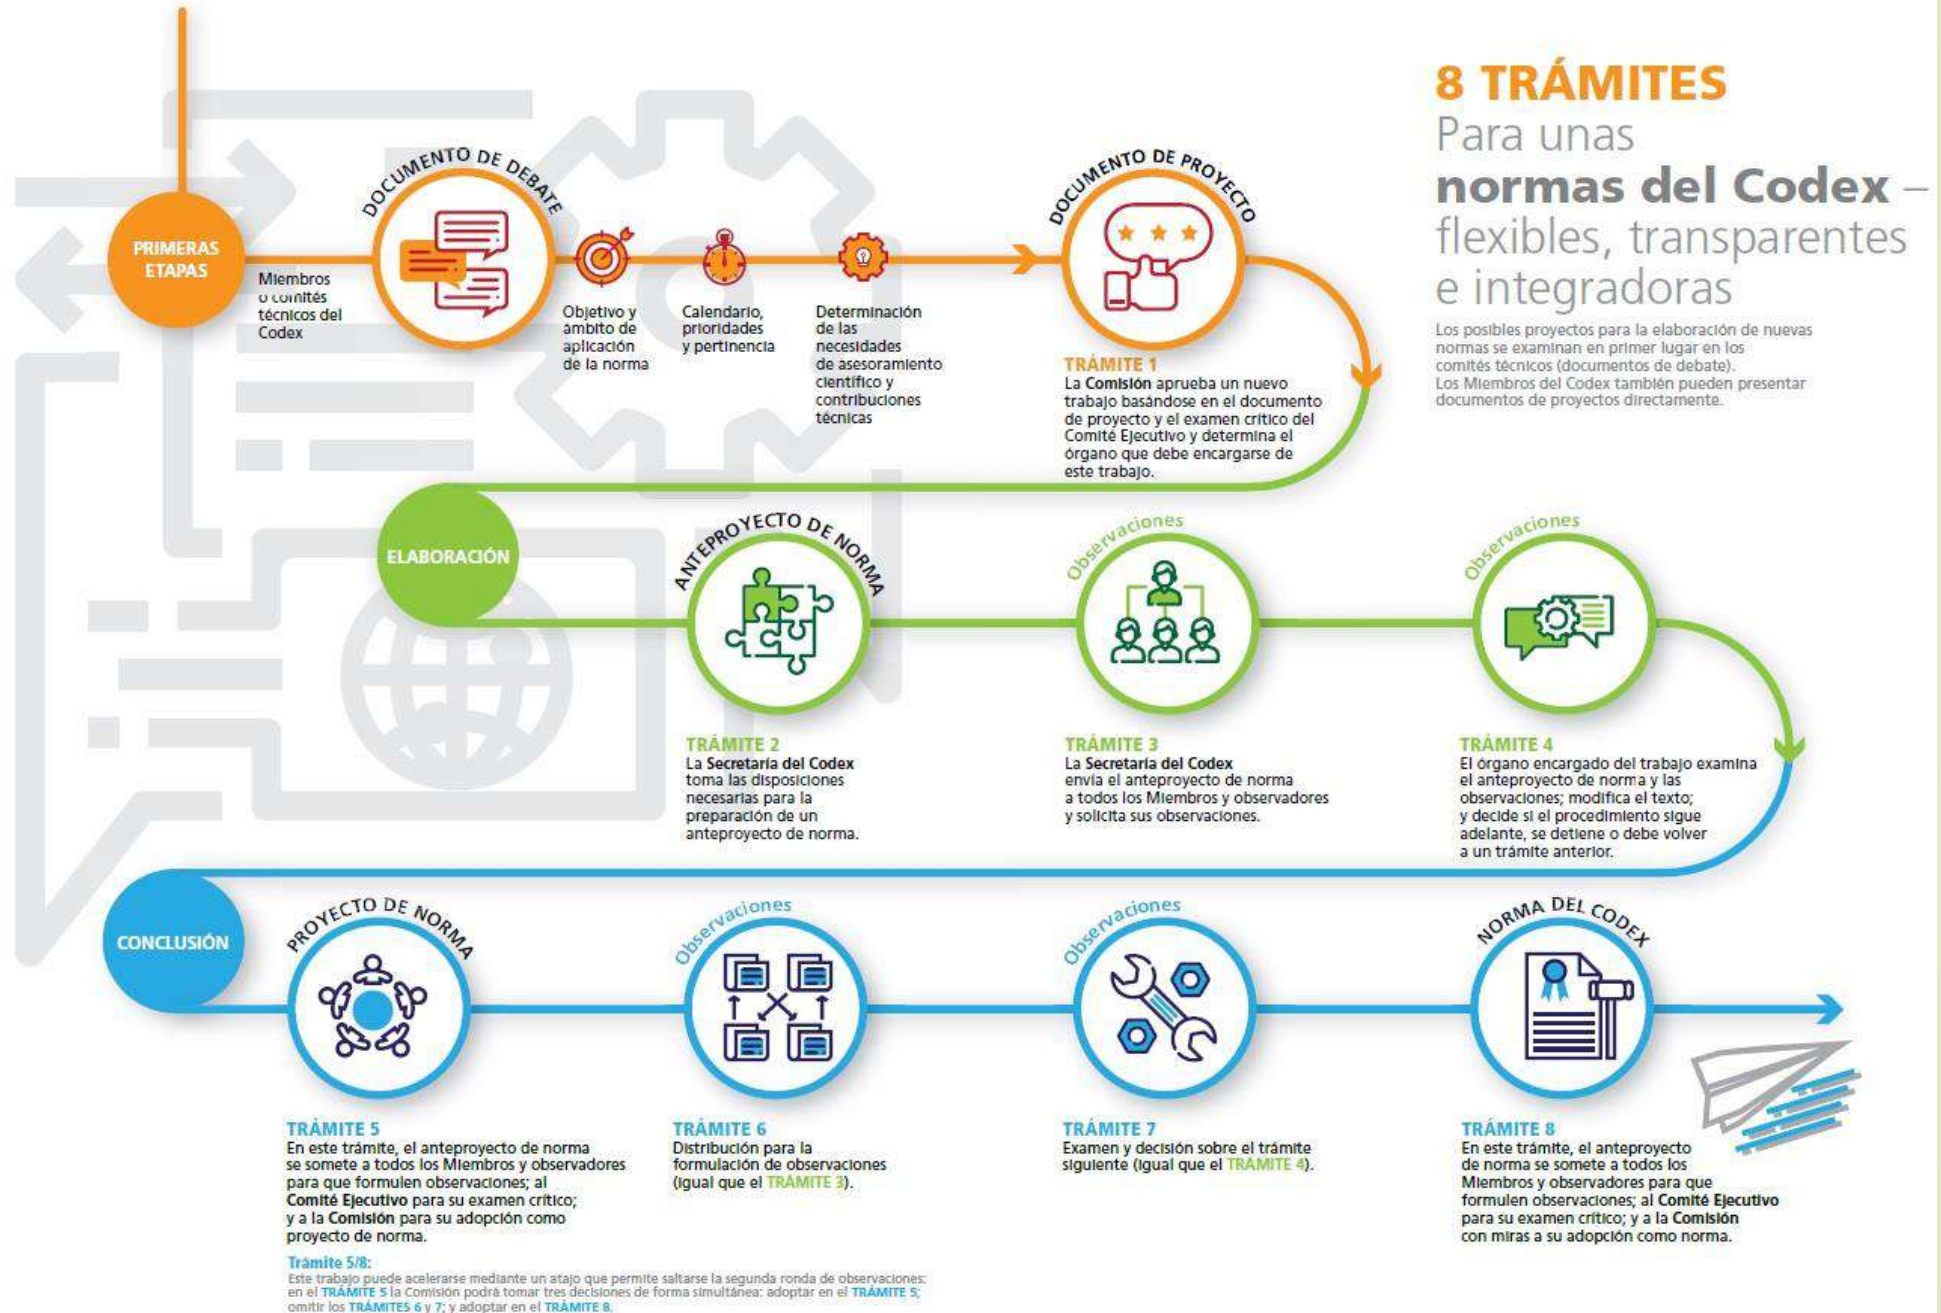 8 TRÁMITES
Para unas
normas del Codex –
flexibles, transparentes
e integradoras
Los posibles proyectos para la elaboración de nuevas
normas se examinan en primer lugar en los
comités técnicos (documentos de debate).
Los Miembros del Codex también pueden presentar
documentos de proyectos directamente.
PRIMERAS
ETAPAS
Miembros
o comités
técnicos del
Codex
DOCUMENTO DE DEBATE
Objetivo y
ámbito de
aplicación
de la norma
Calendario,
prioridades
y pertinencia
Determinación
de las
necesidades
de asesoramiento
científico y
contribuciones
técnicas
DOCUMENTO DE PROYECTO
TRÁMITE 1
La Comisión aprueba un nuevo
trabajo basándose en el documento
de proyecto y el examen crítico del
Comité Ejecutivo y determina el
órgano que debe encargarse de
este trabajo.
ELABORACIÓN
ANTEPROYECTO DE NORMA
TRÁMITE 2
La Secretaría del Codex
toma las disposiciones
necesarias para la
preparación de un
anteproyecto de norma.
Observaciones
TRÁMITE 3
La Secretaría del Codex
envía el anteproyecto de norma
a todos los Miembros y observadores
y solicita sus observaciones.
Observaciones
TRÁMITE 4
El órgano encargado del trabajo examina
el anteproyecto de norma y las
observaciones; modifica el texto;
y decide si el procedimiento sigue
adelante, se detiene o debe volver
a un trámite anterior.
CONCLUSIÓN
PROYECTO DE NORMA
TRÁMITE 5
En este trámite, el anteproyecto de norma
se somete a todos los Miembros y observadores
para que formulen observaciones; al
Comité Ejecutivo para su examen crítico;
y a la Comisión para su adopción como
proyecto de norma.
Trámite 5/8:
Este trabajo puede acelerarse mediante un atajo que permite saltarse la segunda ronda de observaciones:
en el TRÁMITE 5 la Comisión podrá tomar tres decisiones de forma simultánea: adoptar en el TRÁMITE 5;
omitir los TRÁMITES 6 y 7; y adoptar en el TRÁMITE 8.
Observaciones
TRÁMITE 6
Distribución para la
formulación de observaciones
(igual que el TRÁMITE 3).
Observaciones
TRÁMITE 7
Examen y decisión sobre el trámite
siguiente (igual que el TRÁMITE 4).
NORMA DEL CODEX
TRÁMITE 8
En este trámite, el anteproyecto
de norma se somete a todos los
Miembros y observadores para que
formulen observaciones; al Comité Ejecutivo
para su examen crítico; y a la Comisión
con miras a su adopción como norma.